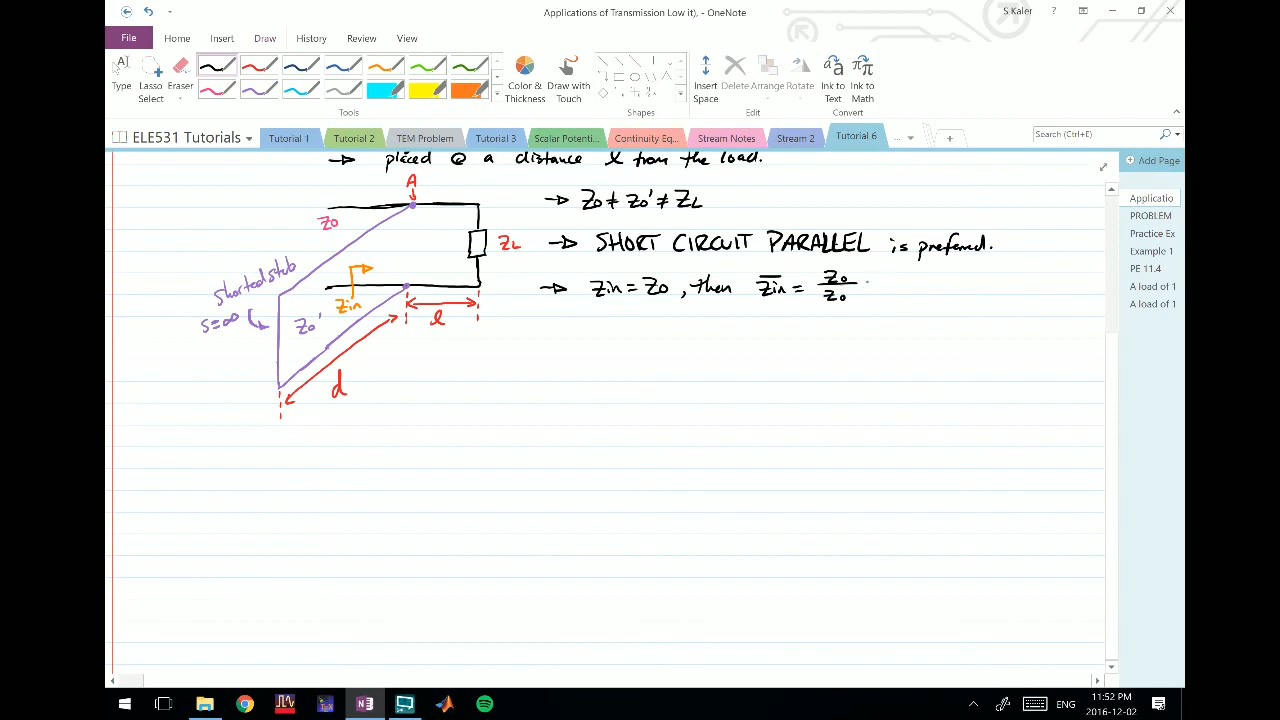 Applications of Transmission Low it), - OneNote
S Kaler
?
File Home Insert Draw History Review View
Type
Lasso Select
Eraser
Color & Thickness
Draw with Touch
Insert Space
Delete
Arrange
Rotate
Ink to Text
Ink to Math
Tools
Shapes
Edit
Convert
ELE531 Tutorials
Tutorial 1
Tutorial 2
TEM Problem
Tutorial 3
Scalar Potenti...
Continuity Eq...
Stream Notes
Stream 2
Tutorial 6
...
Search (Ctrl+E)
Add Page
Applicatio
PROBLEM
Practice Ex
Example 1
PE 11.4
A load of 1
A load of 1
→ placed @ a distance l from the load.
A
Zo
ZL
Zin
l
shorted stub
s=∞
Zo'
d
→ Zo ≠ Zo' ≠ ZL
→ SHORT CIRCUIT PARALLEL is preferred.
→ Zin = Zo , then Z̅in = Zo/Zo
ENG
11:52 PM
2016-12-02